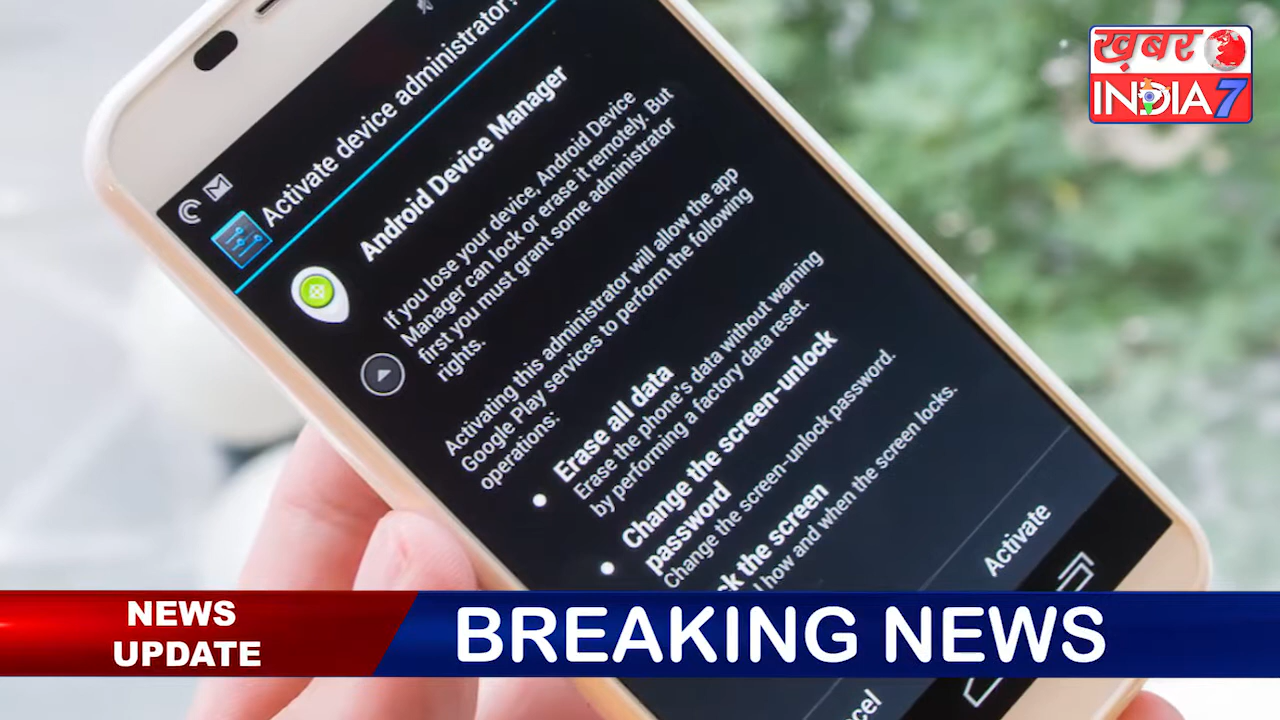 ख़बर
INDIA 7
Activate device administrator?
Android Device Manager
If you lose your device, Android Device
Manager can lock or erase it remotely. But
first you must grant some administrator
rights.
Activating this administrator will allow the app
Google Play services to perform the following
operations:
Erase all data
Erase the phone's data without warning
by performing a factory data reset.
Change the screen-unlock
password
Change the screen-unlock password.
the screen
how and when the screen locks.
Activate
NEWS
UPDATE
BREAKING NEWS